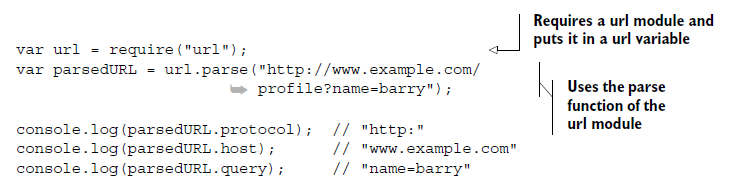 Requires a url module and
puts it in a url variable
var url = require("url");
var parsedURL = url.parse("http://www.example.com/
➥ profile?name=barry");
Uses the parse
function of the
url module
console.log(parsedURL.protocol); // "http:"
console.log(parsedURL.host); // "www.example.com"
console.log(parsedURL.query); // "name=barry"